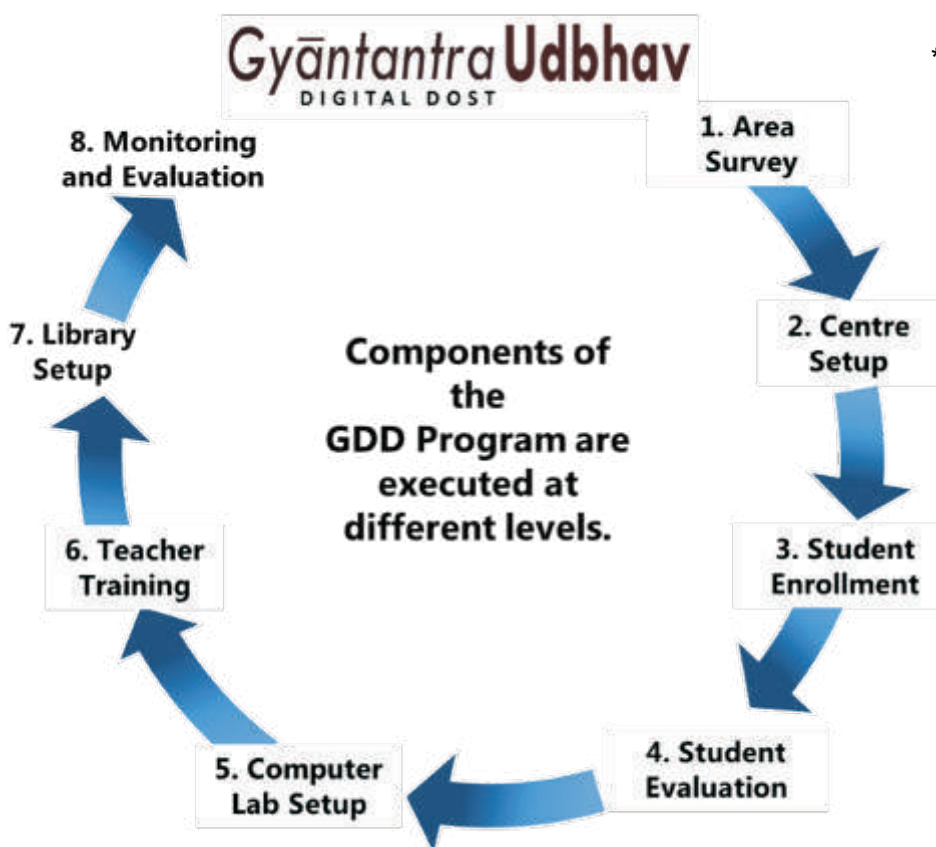 Gyāntantra Udbhav
DIGITAL DOST
*
1. Area
Survey
2. Centre
Setup
3. Student
Enrollment
4. Student
Evaluation
5. Computer
Lab Setup
6. Teacher
Training
7. Library
Setup
8. Monitoring
and Evaluation
Components of
the
GDD Program are
executed at
different levels.